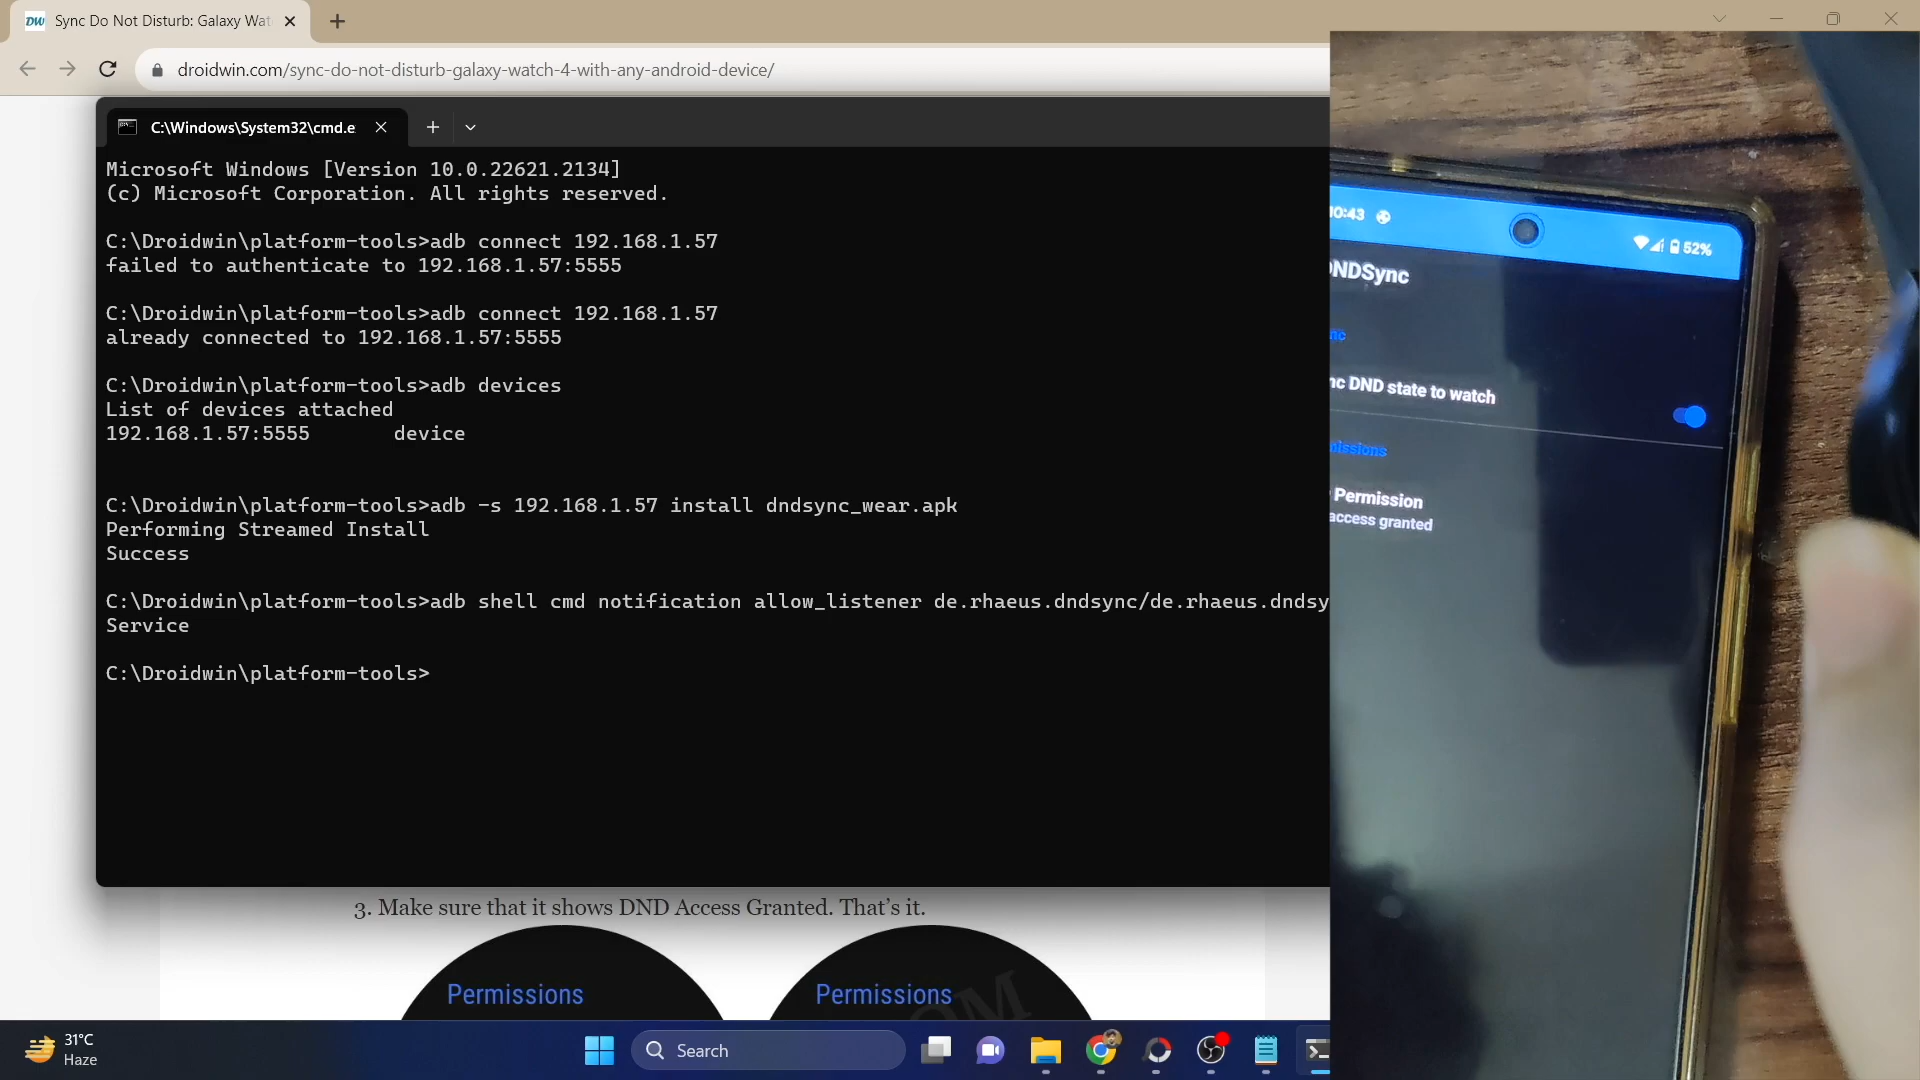 Sync Do Not Disturb: Galaxy Wat
droidwin.com/sync-do-not-disturb-galaxy-watch-4-with-any-android-device/
C:\Windows\System32\cmd.e
Microsoft Windows [Version 10.0.22621.2134]
(c) Microsoft Corporation. All rights reserved.
C:\Droidwin\platform-tools>adb connect 192.168.1.57
failed to authenticate to 192.168.1.57:5555
C:\Droidwin\platform-tools>adb connect 192.168.1.57
already connected to 192.168.1.57:5555
C:\Droidwin\platform-tools>adb devices
List of devices attached
192.168.1.57:5555 device
C:\Droidwin\platform-tools>adb -s 192.168.1.57 install dndsync_wear.apk
Performing Streamed Install
Success
C:\Droidwin\platform-tools>adb shell cmd notification allow_listener de.rhaeus.dndsync/de.rhaeus.dndsy
Service
C:\Droidwin\platform-tools>
10:43
52%
DNDSync
nc
nc DND state to watch
missions
Permission
access granted
3. Make sure that it shows DND Access Granted. That's it.
Permissions
Permissions
OM
31°C
Haze
Search
DW